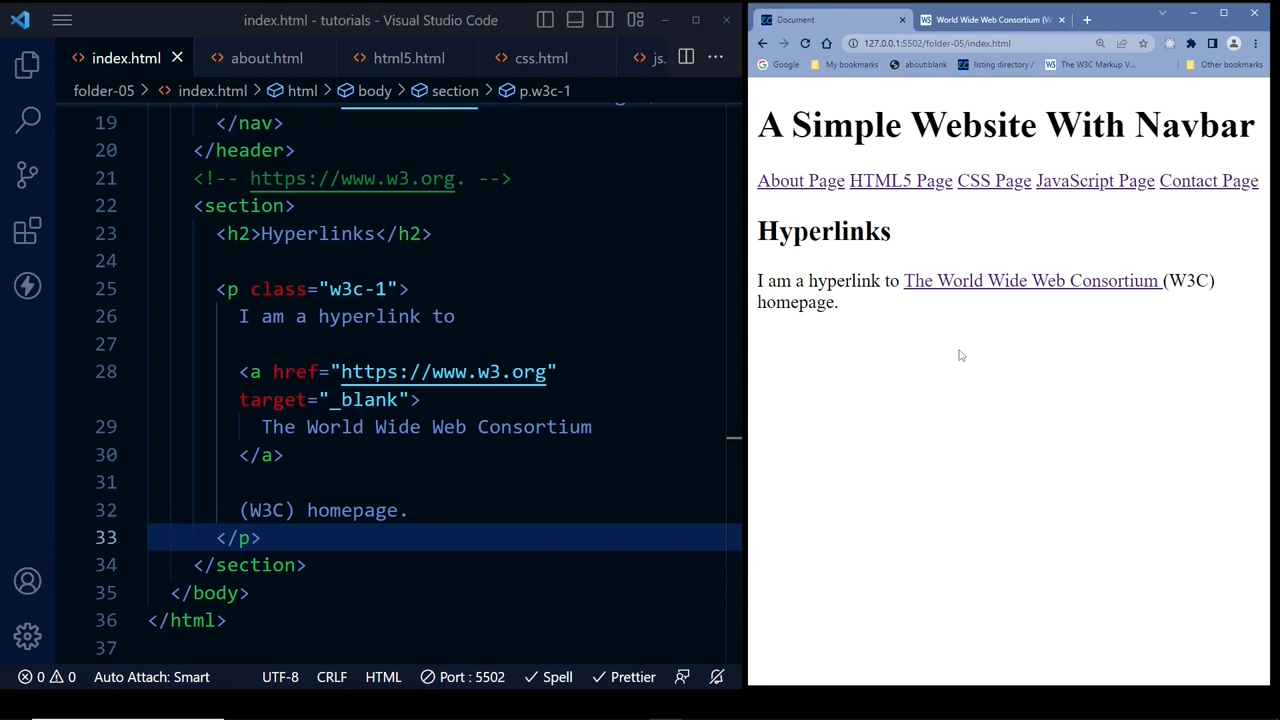 index.html - tutorials - Visual Studio Code
index.html about.html html5.html css.html js.
folder-05 > index.html > html > body > section > p.w3c-1
19 </nav>
20 </header>
21 <!-- https://www.w3.org. -->
22 <section>
23 <h2>Hyperlinks</h2>
24
25 <p class="w3c-1">
26 I am a hyperlink to
27
28 <a href="https://www.w3.org"
target="_blank">
29 The World Wide Web Consortium
30 </a>
31
32 (W3C) homepage.
33 </p>
34 </section>
35 </body>
36 </html>
37
0 0 Auto Attach: Smart UTF-8 CRLF HTML Port : 5502 Spell Prettier
Document World Wide Web Consortium (W
127.0.0.1:5502/folder-05/index.html
Google My bookmarks about:blank listing directory / The W3C Markup V... Other bookmarks
A Simple Website With Navbar
About Page HTML5 Page CSS Page JavaScript Page Contact Page
Hyperlinks
I am a hyperlink to The World Wide Web Consortium (W3C)
homepage.